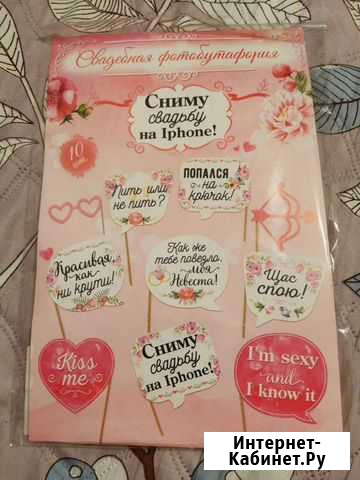 Свадебная фотобутафория
Сниму
свадьбу
на Iphone!
10
Пить или
не пить?
ПОПАЛСЯ
на
крючок!
Красивая,
как
ни крути!
Как же
тебе повезло,
моя
Невеста!
Щас
спою!
Kiss
me
Сниму
свадьбу
на Iphone!
I'm sexy
and
I know it
Интернет-
Кабинет.Ру